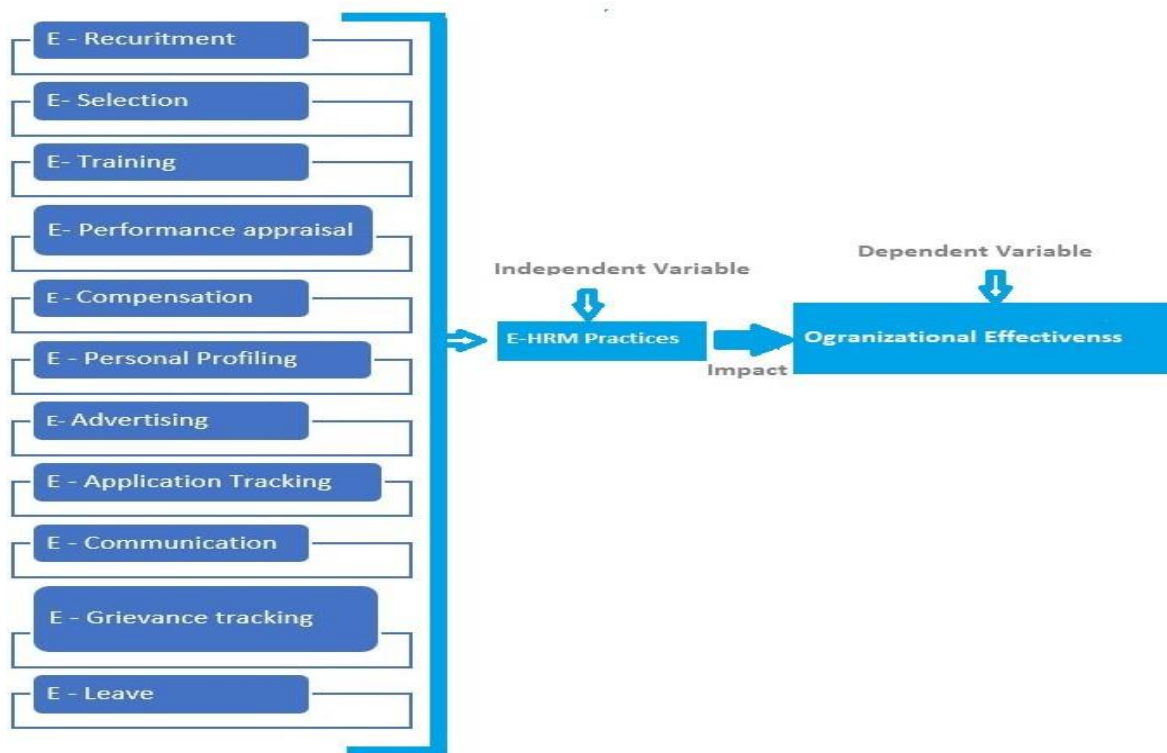 E - Recuritment
E- Selection
E- Training
E- Performance appraisal
E - Compensation
E - Personal Profiling
E- Advertising
E - Application Tracking
E - Communication
E - Grievance tracking
E - Leave
Independent Variable
E-HRM Practices
Impact
Dependent Variable
Ogranizational Effectivenss